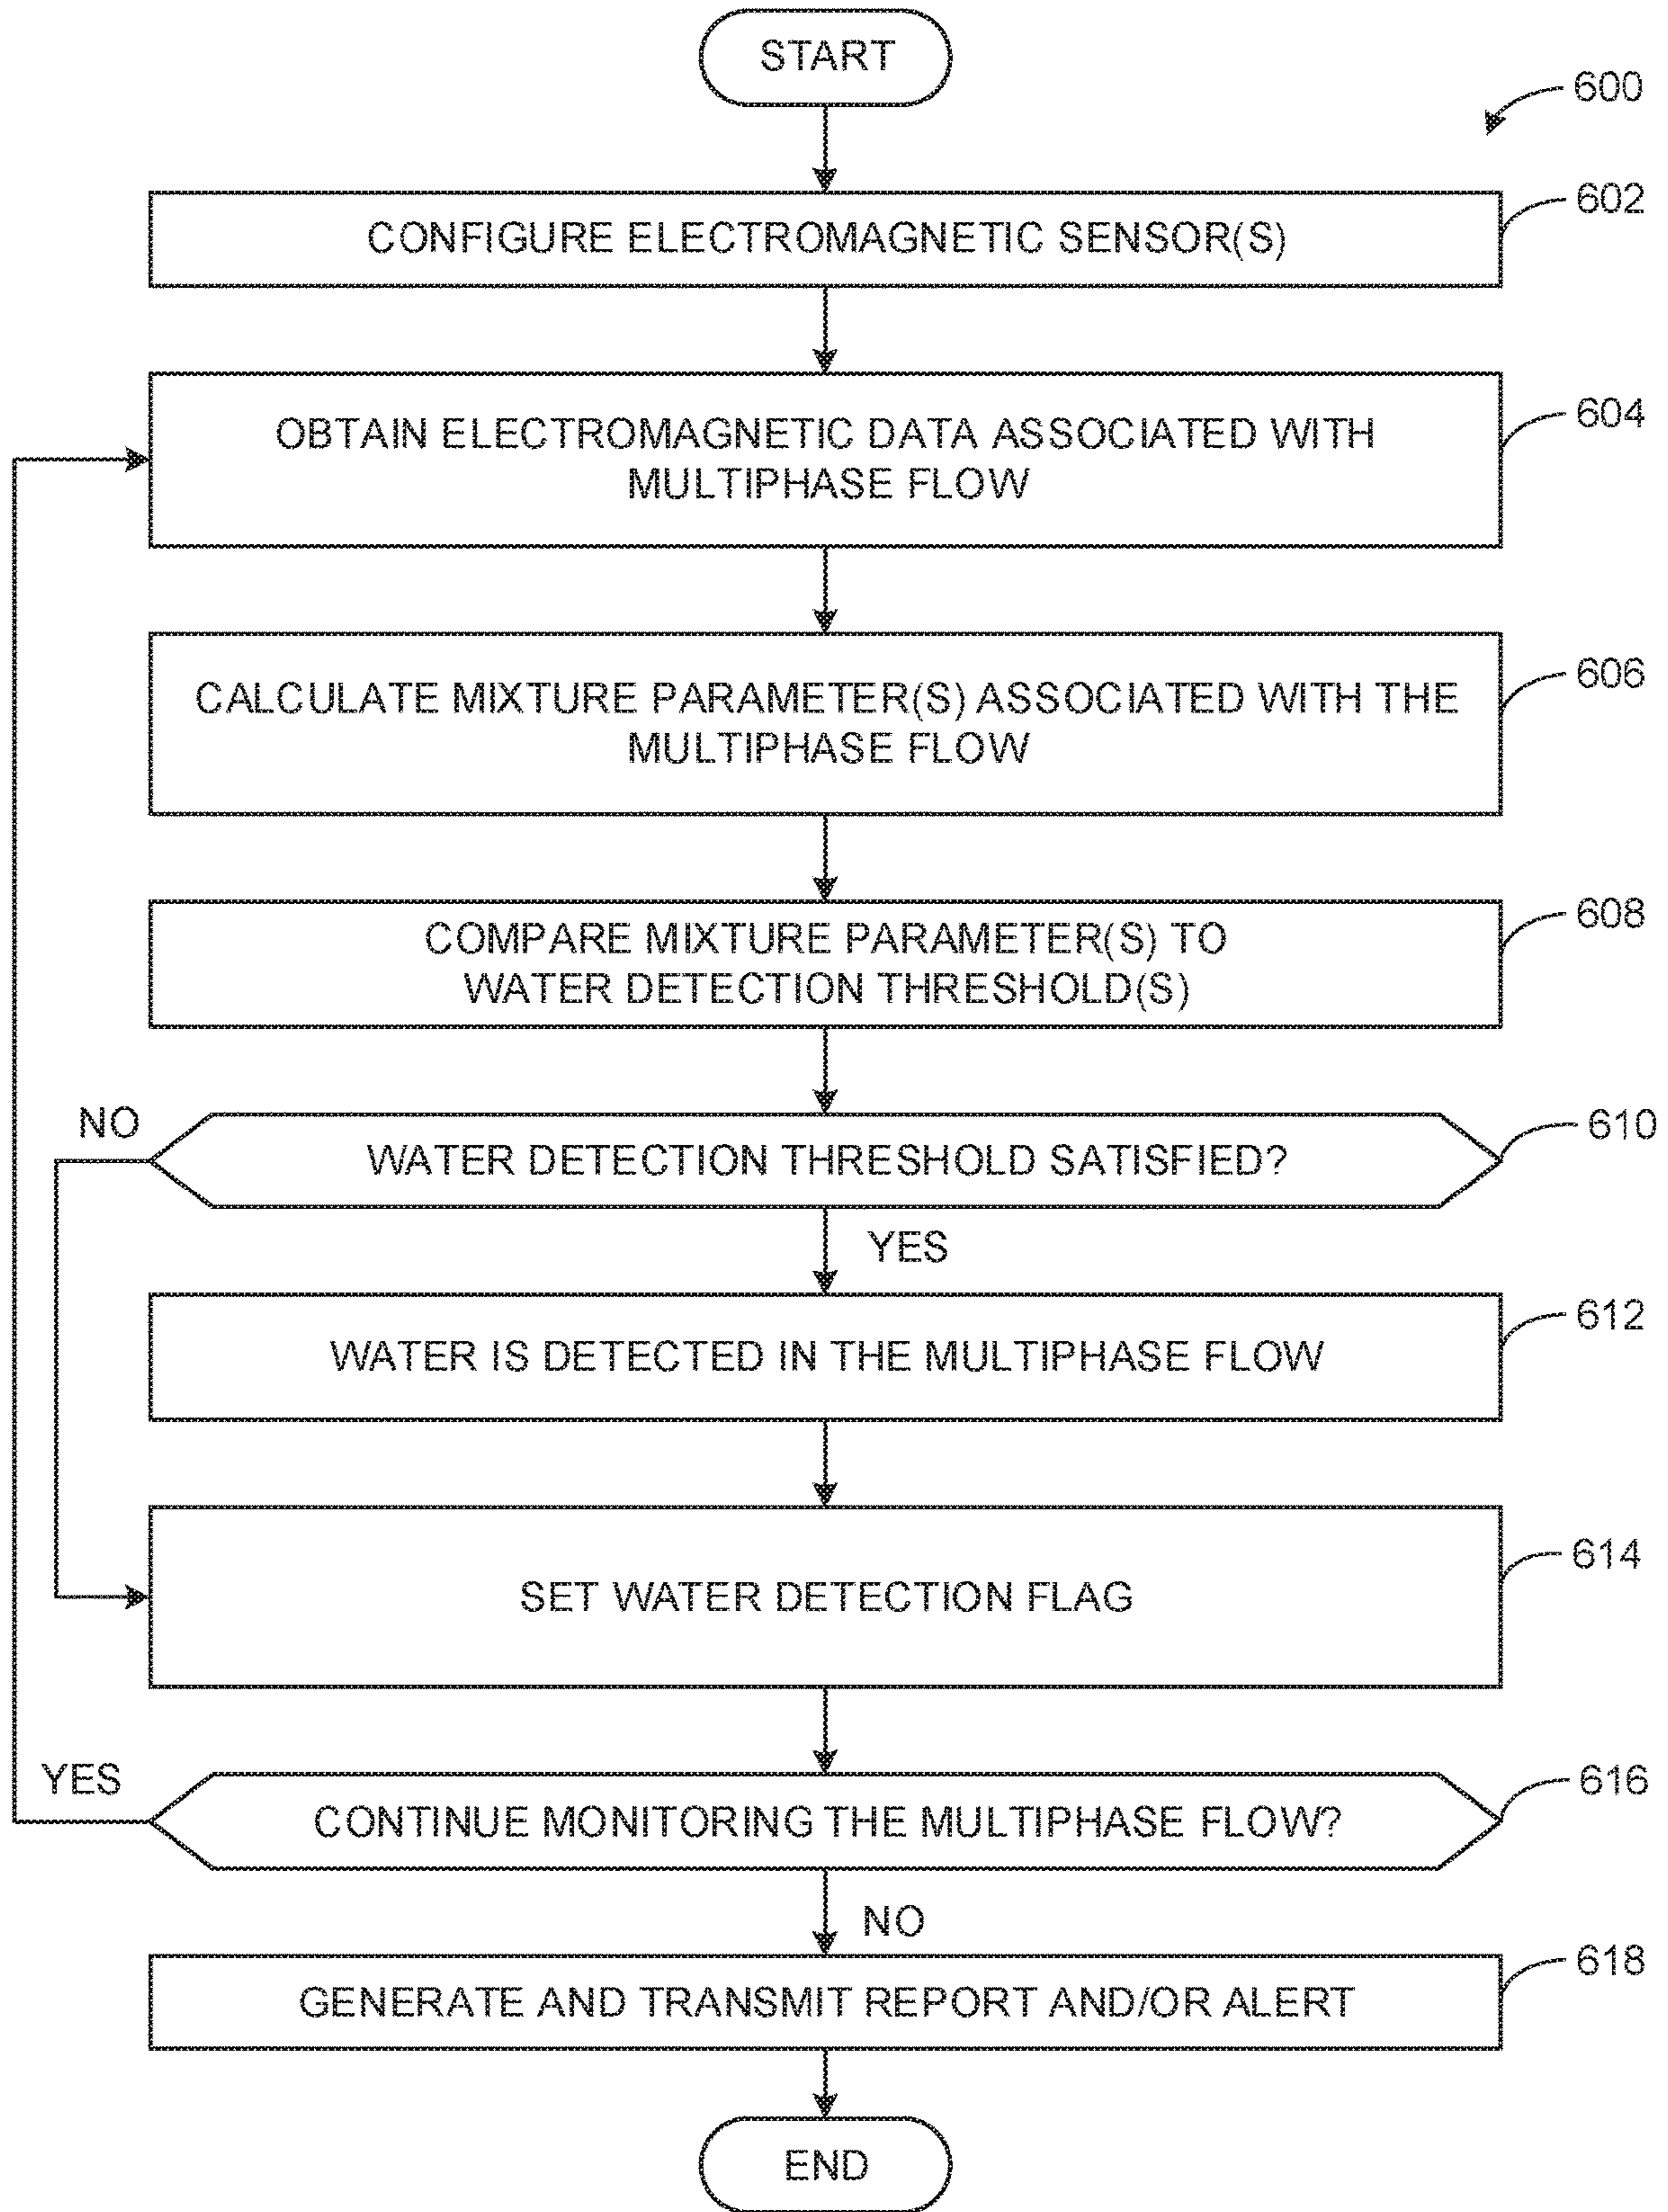 START
600
602
CONFIGURE ELECTROMAGNETIC SENSOR(S)
604
OBTAIN ELECTROMAGNETIC DATA ASSOCIATED WITH
MULTIPHASE FLOW
606
CALCULATE MIXTURE PARAMETER(S) ASSOCIATED WITH THE
MULTIPHASE FLOW
608
COMPARE MIXTURE PARAMETER(S) TO
WATER DETECTION THRESHOLD(S)
NO
610
WATER DETECTION THRESHOLD SATISFIED?
YES
612
WATER IS DETECTED IN THE MULTIPHASE FLOW
614
SET WATER DETECTION FLAG
YES
616
CONTINUE MONITORING THE MULTIPHASE FLOW?
NO
618
GENERATE AND TRANSMIT REPORT AND/OR ALERT
END